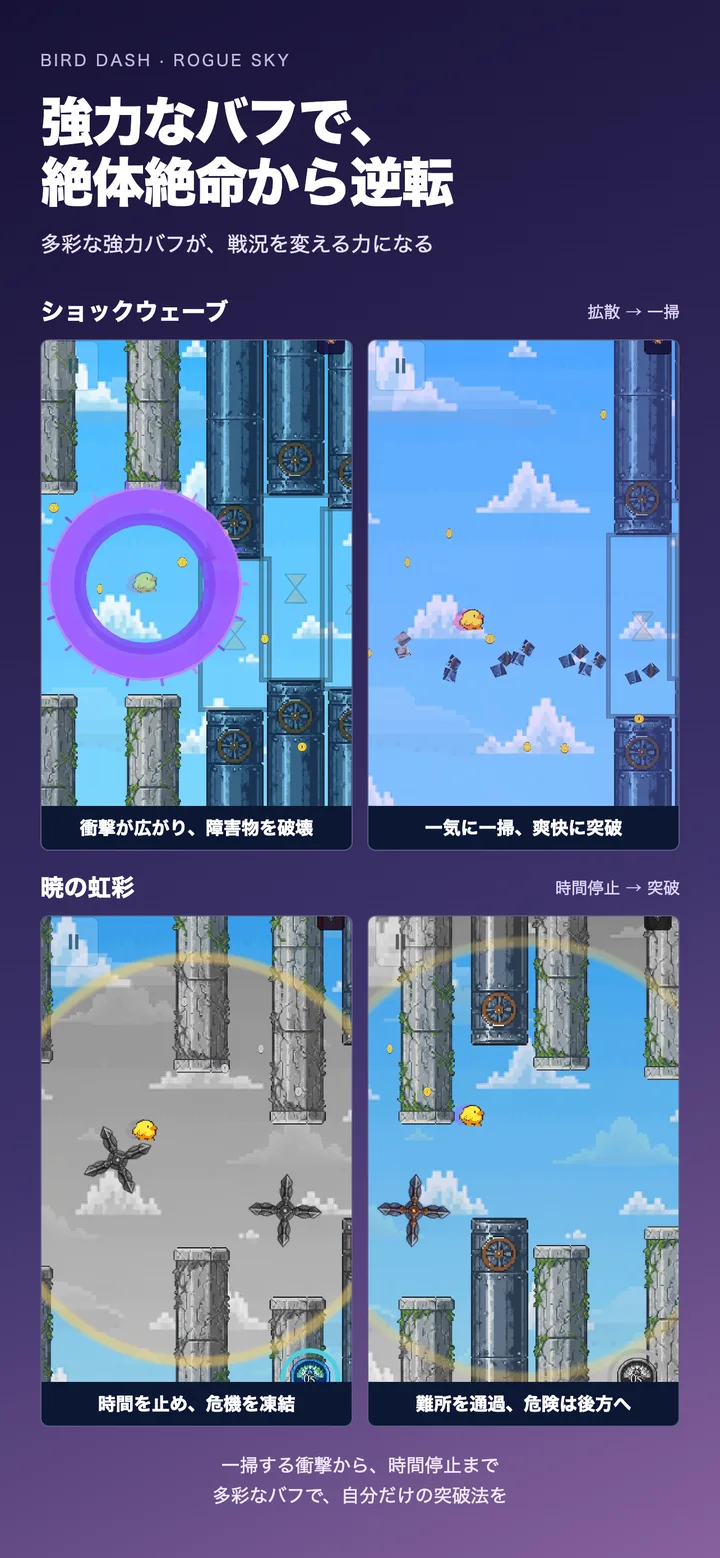 BIRD DASH · ROGUE SKY
強力なバフで、
絶体絶命から逆転
多彩な強力バフが、戦況を変える力になる
ショックウェーブ
拡散 → 一掃
衝撃が広がり、障害物を破壊
一気に一掃、爽快に突破
暁の虹彩
時間停止 → 突破
時間を止め、危機を凍結
難所を通過、危険は後方へ
一掃する衝撃から、時間停止まで
多彩なバフで、自分だけの突破法を